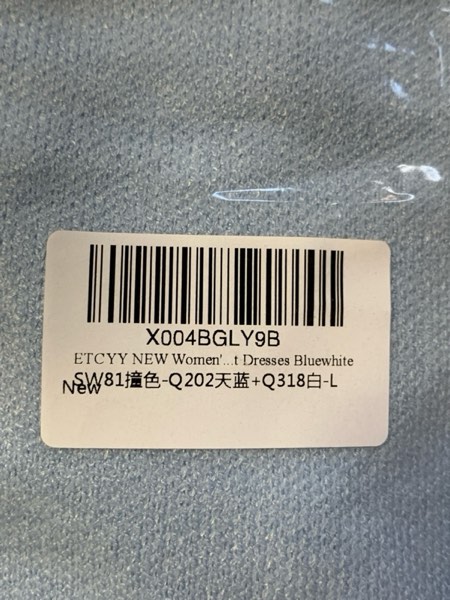 X004BGLY9B
ETCYY NEW Women'...t Dresses Bluewhite
SW81撞色-Q202天蓝+Q318白-L
New